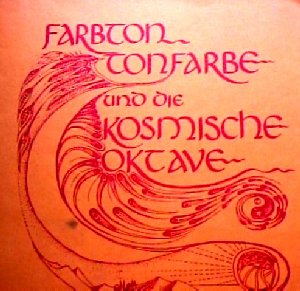 FARBTON
TONFARBE
UND DIE
KOSMISCHE
OKTAVE